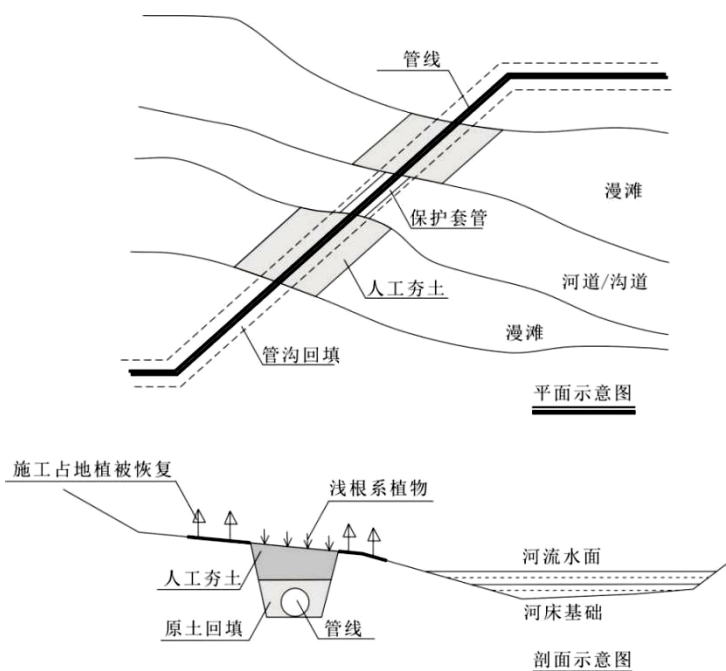 管线
漫滩
保护套管
河道/沟道
人工夯土
漫滩
管沟回填
平面示意图
施工占地植被恢复
浅根系植物
河流水面
人工夯土
河床基础
原土回填
管线
剖面示意图